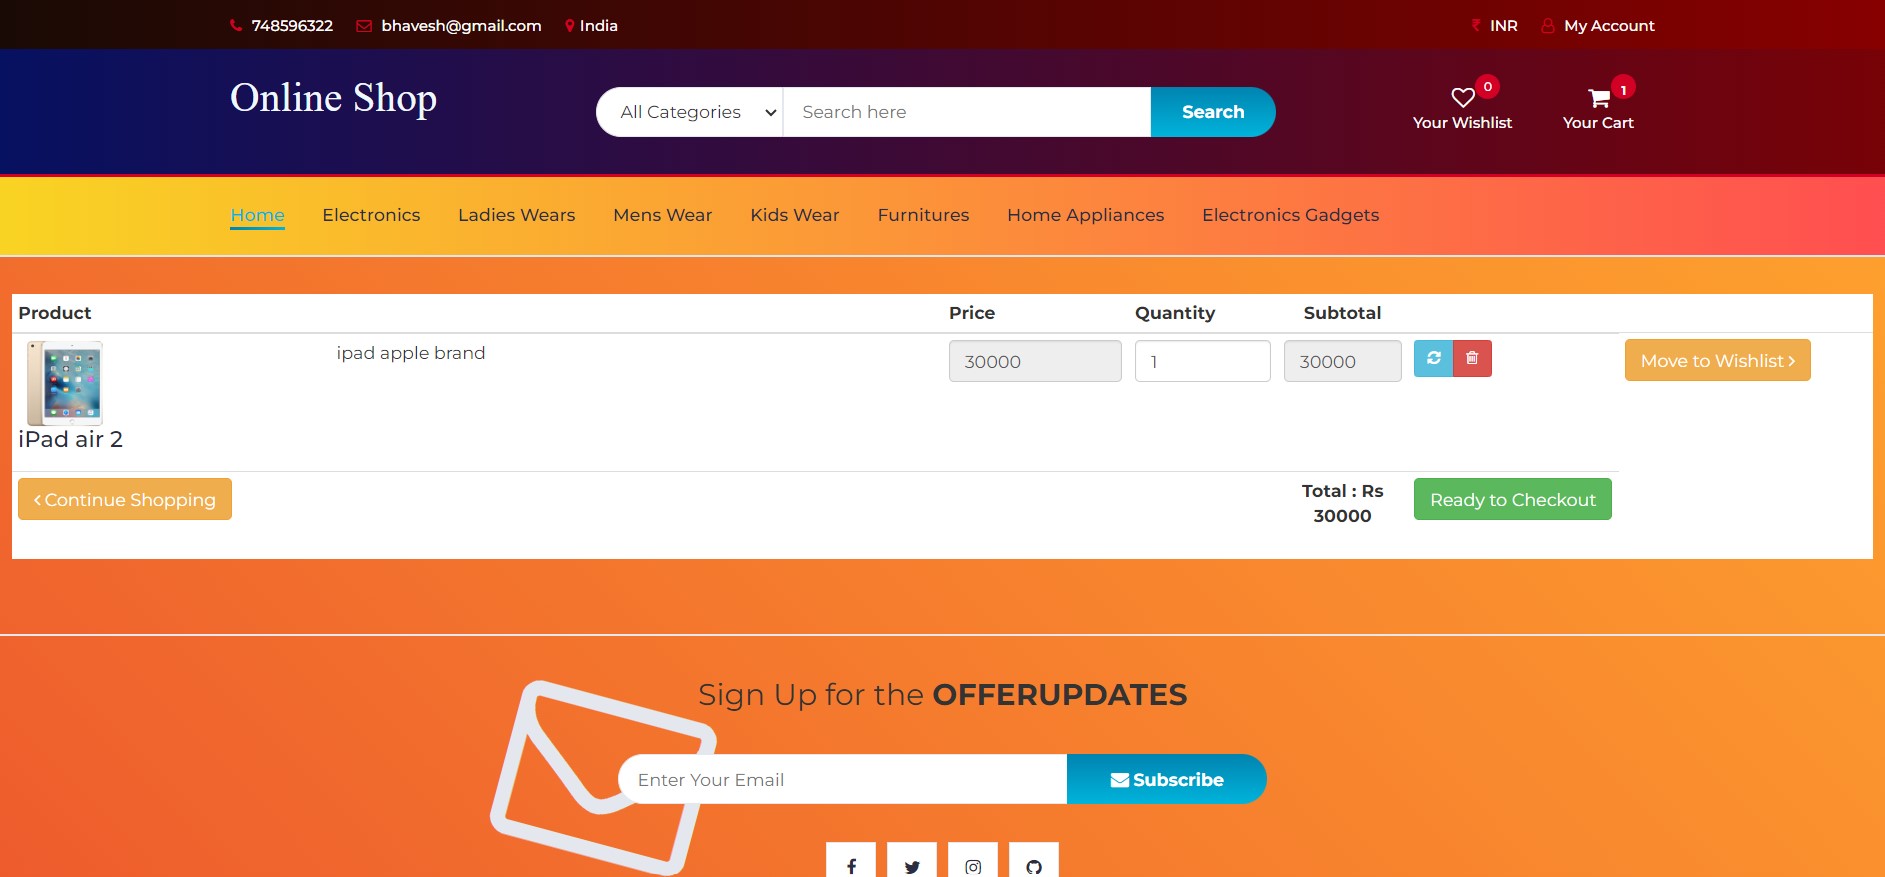 748596322 bhavesh@gmail.com India INR My Account
Online Shop
All Categories Search here Search
0 Your Wishlist
1 Your Cart
Home Electronics Ladies Wears Mens Wear Kids Wear Furnitures Home Appliances Electronics Gadgets
Product Price Quantity Subtotal
ipad apple brand 30000 1 30000 Move to Wishlist
iPad air 2
Continue Shopping Total : Rs Ready to Checkout
30000
Sign Up for the OFFERUPDATES
Enter Your Email Subscribe